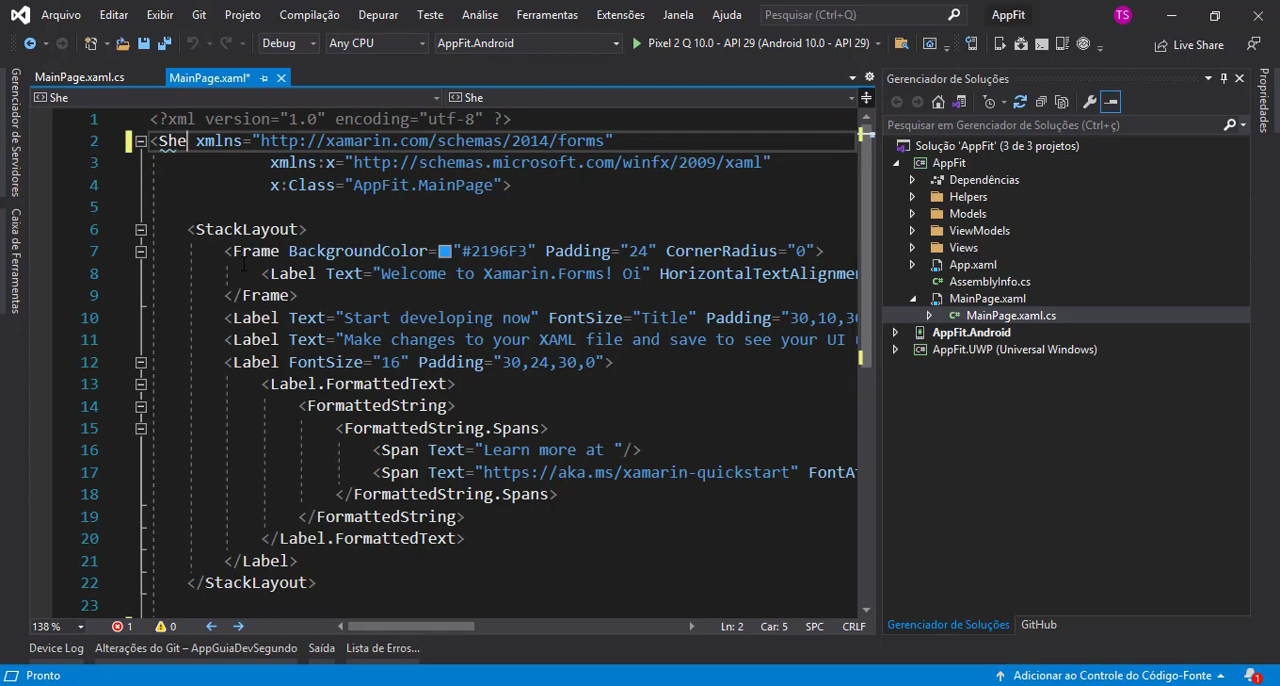 Arquivo Editar Exibir Git Projeto Compilação Depurar Teste Análise Ferramentas Extensões Janela Ajuda Pesquisar (Ctrl+Q) AppFit TS
Debug Any CPU AppFit.Android Pixel 2 Q 10.0 - API 29 (Android 10.0 - API 29) Live Share
MainPage.xaml.cs MainPage.xaml*
She She
Gerenciador de Servidores
Caixa de Ferramentas
1 <?xml version="1.0" encoding="utf-8" ?>
2 <She xmlns="http://xamarin.com/schemas/2014/forms"
3 xmlns:x="http://schemas.microsoft.com/winfx/2009/xaml"
4 x:Class="AppFit.MainPage">
5
6 <StackLayout>
7 <Frame BackgroundColor="#2196F3" Padding="24" CornerRadius="0">
8 <Label Text="Welcome to Xamarin.Forms! Oi" HorizontalTextAlignmen
9 </Frame>
10 <Label Text="Start developing now" FontSize="Title" Padding="30,10,30
11 <Label Text="Make changes to your XAML file and save to see your UI
12 <Label FontSize="16" Padding="30,24,30,0">
13 <Label.FormattedText>
14 <FormattedString>
15 <FormattedString.Spans>
16 <Span Text="Learn more at "/>
17 <Span Text="https://aka.ms/xamarin-quickstart" FontA
18 </FormattedString.Spans>
19 </FormattedString>
20 </Label.FormattedText>
21 </Label>
22 </StackLayout>
23
138 % 1 0 Ln: 2 Car: 5 SPC CRLF
Device Log Alterações do Git – AppGuiaDevSegundo Saída Lista de Erros...
Gerenciador de Soluções
Pesquisar em Gerenciador de Soluções (Ctrl+ç)
Solução 'AppFit' (3 de 3 projetos)
AppFit
Dependências
Helpers
Models
ViewModels
Views
App.xaml
AssemblyInfo.cs
MainPage.xaml
MainPage.xaml.cs
AppFit.Android
AppFit.UWP (Universal Windows)
Gerenciador de Soluções GitHub
Propriedades
Pronto Adicionar ao Controle do Código-Fonte 1